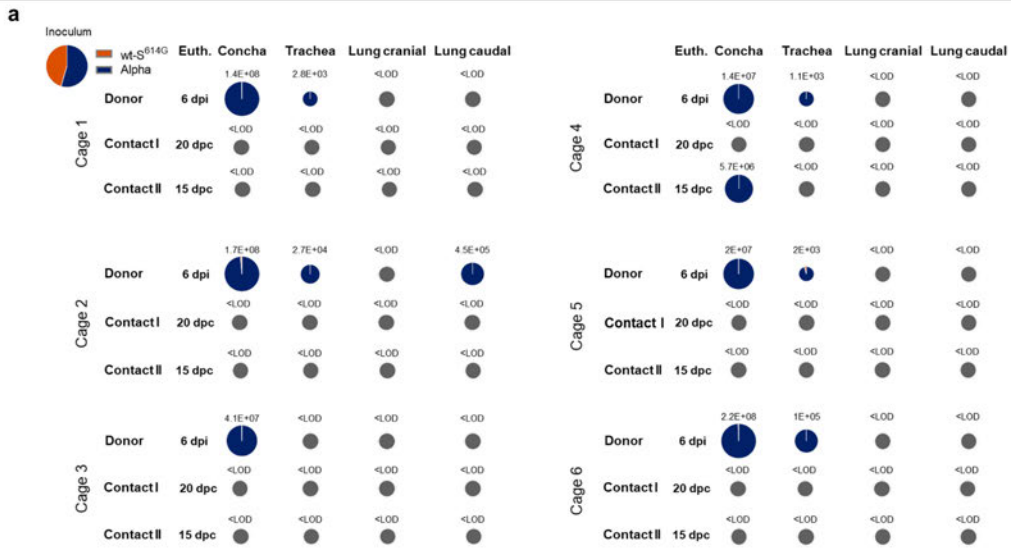 a
Inoculum
wt-S614G
Alpha
Euth. Concha Trachea Lung cranial Lung caudal
Cage 1
1.4E+08 2.8E+03 <LOD <LOD
Donor 6 dpi
<LOD <LOD <LOD <LOD
Contact I 20 dpc
<LOD <LOD <LOD <LOD
Contact II 15 dpc
Cage 2
1.7E+08 2.7E+04 <LOD 4.5E+05
Donor 6 dpi
<LOD <LOD <LOD <LOD
Contact I 20 dpc
<LOD <LOD <LOD <LOD
Contact II 15 dpc
Cage 3
4.1E+07 <LOD <LOD <LOD
Donor 6 dpi
<LOD <LOD <LOD <LOD
Contact I 20 dpc
<LOD <LOD <LOD <LOD
Contact II 15 dpc
Euth. Concha Trachea Lung cranial Lung caudal
Cage 4
1.4E+07 1.1E+03 <LOD <LOD
Donor 6 dpi
<LOD <LOD <LOD <LOD
Contact I 20 dpc
5.7E+06 <LOD <LOD <LOD
Contact II 15 dpc
Cage 5
2E+07 2E+03 <LOD <LOD
Donor 6 dpi
<LOD <LOD <LOD <LOD
Contact I 20 dpc
<LOD <LOD <LOD <LOD
Contact II 15 dpc
Cage 6
2.2E+08 1E+05 <LOD <LOD
Donor 6 dpi
<LOD <LOD <LOD <LOD
Contact I 20 dpc
<LOD <LOD <LOD <LOD
Contact II 15 dpc